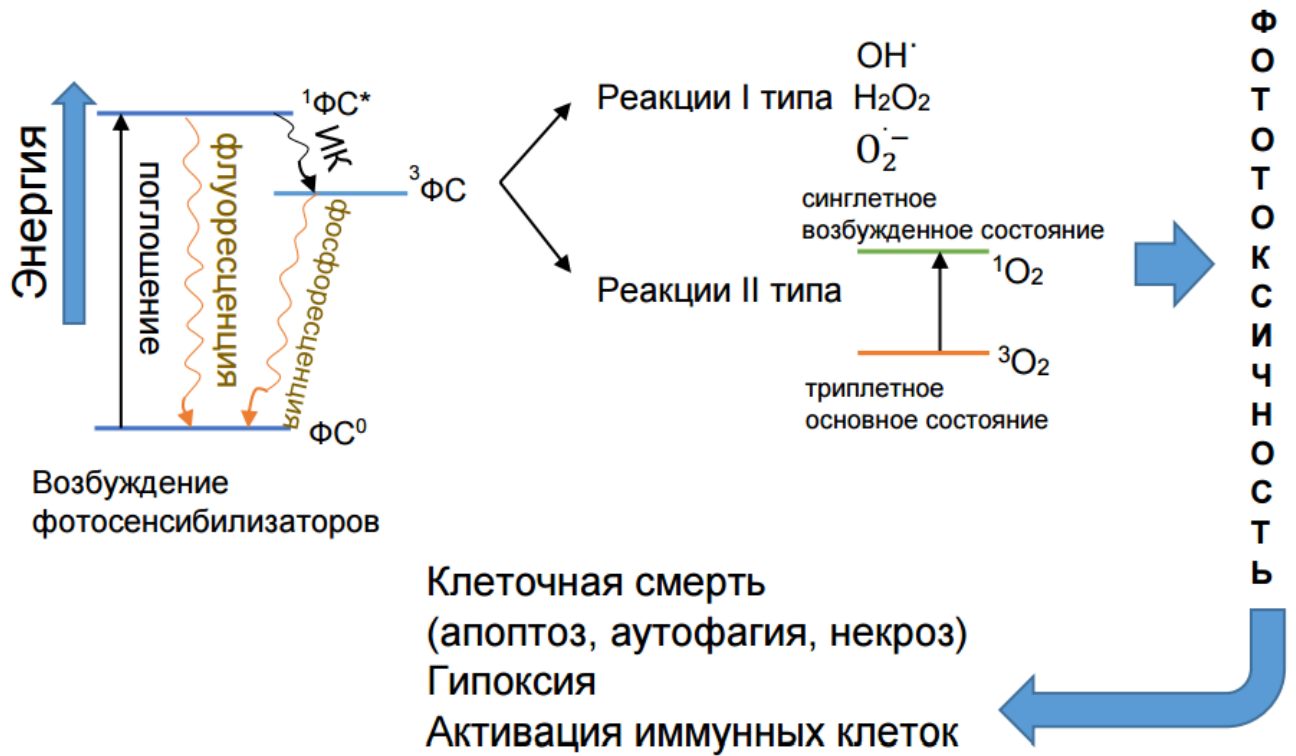 Энергия
поглощение
флуоресценция
ИК
фосфоресценция
¹ФС*
³ФС
ФС⁰
Возбуждение
фотосенсибилизаторов
Реакции I типа
OH˙
H₂O₂
O₂˙⁻
Реакции II типа
синглетное
возбужденное состояние
¹O₂
³O₂
триплетное
основное состояние
ФОТОТОКСИЧНОСТЬ
Клеточная смерть
(апоптоз, аутофагия, некроз)
Гипоксия
Активация иммунных клеток